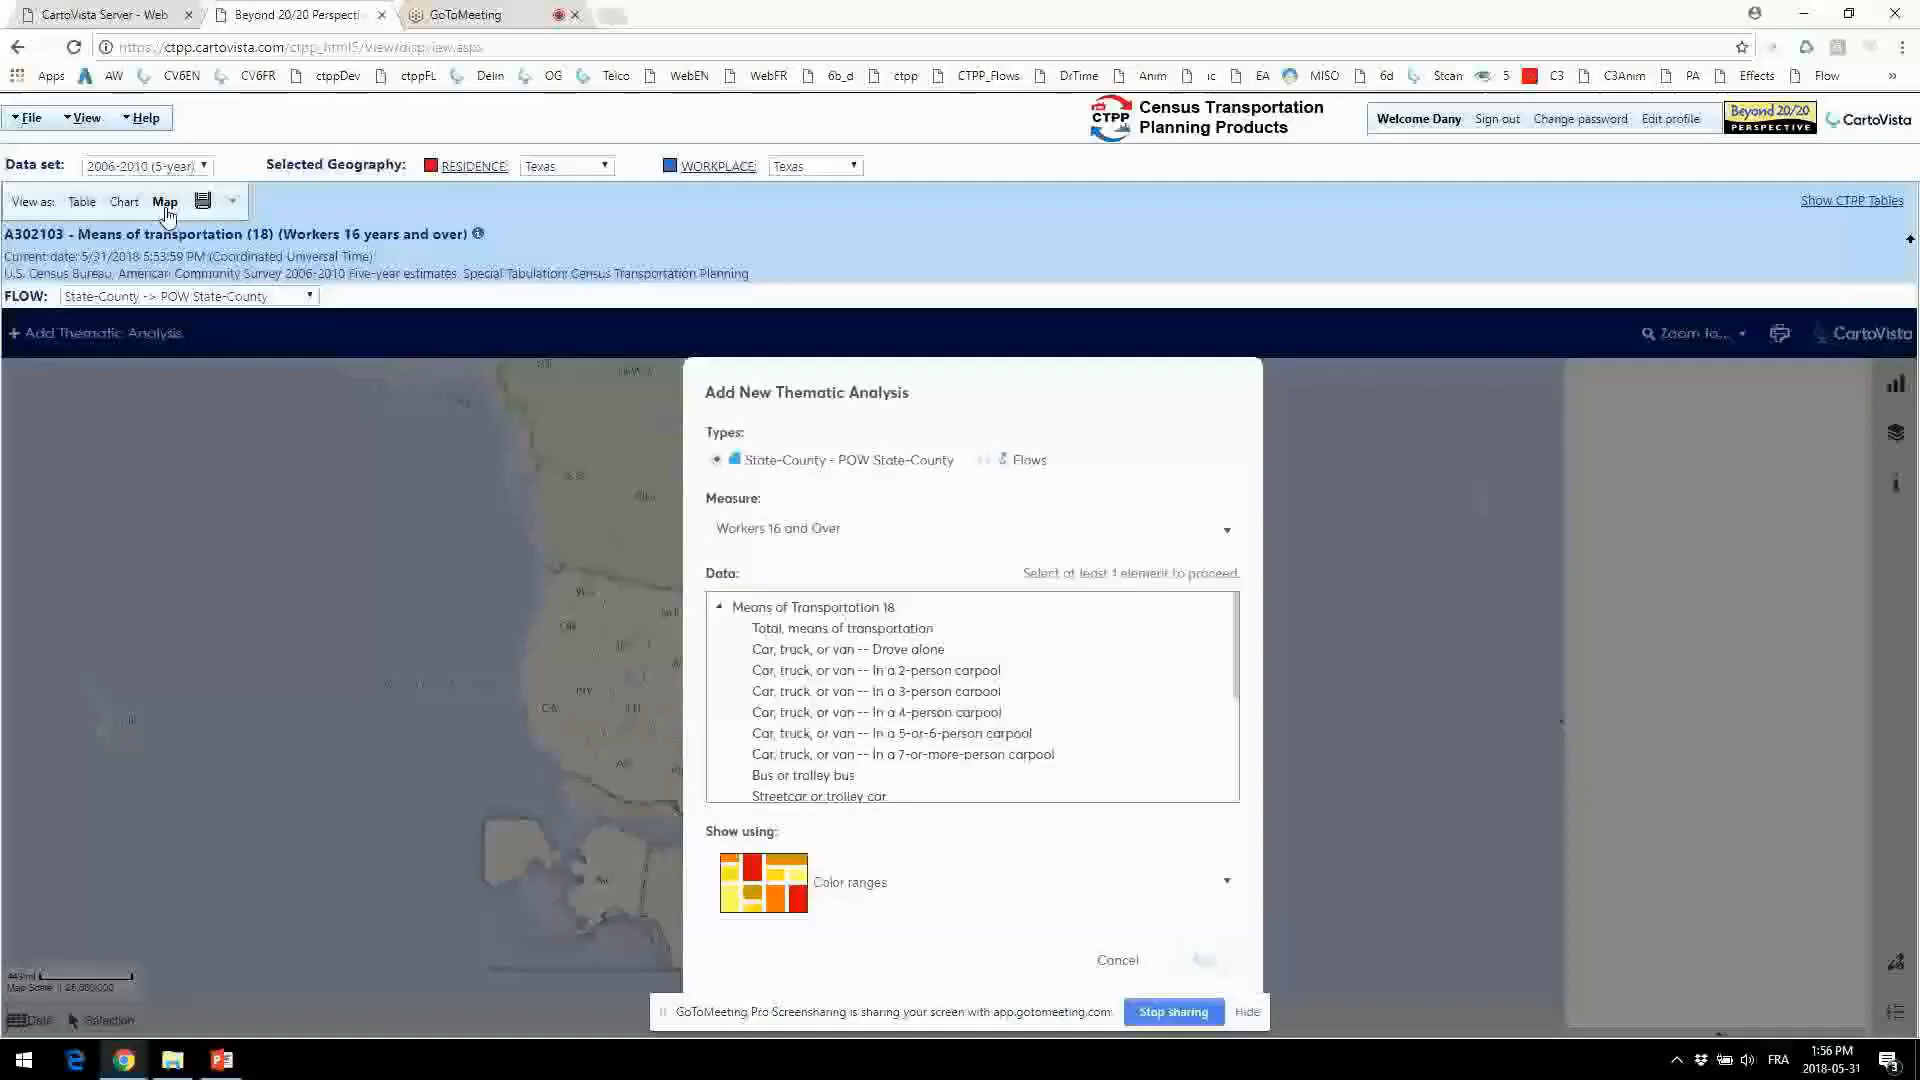 CartoVista Server - Web
Beyond 20/20 Perspecti
GoToMeeting
https://ctpp.cartovista.com/ctpp_html5/View/dispview.aspx
Apps AW CV6EN CV6FR ctppDev ctppFL Delin OG Telco WebEN WebFR 6b_d ctpp CTPP_Flows DrTime Anim ic EA MISO 6d Stcan 5 C3 C3Anim PA Effects Flow »
File View Help
CTPP
Census Transportation
Planning Products
Welcome Dany Sign out Change password Edit profile
Beyond 20/20
PERSPECTIVE
CartoVista
Data set: 2006-2010 (5-year) Selected Geography: RESIDENCE: Texas WORKPLACE: Texas
View as: Table Chart Map
Show CTPP Tables
A302103 - Means of transportation (18) (Workers 16 years and over)
Current date: 5/31/2018 5:53:59 PM (Coordinated Universal Time)
U.S. Census Bureau, American Community Survey 2006-2010 Five-year estimates. Special Tabulation: Census Transportation Planning
FLOW: State-County -> POW State-County
+ Add Thematic Analysis
Zoom To...
CartoVista
Add New Thematic Analysis
Types:
State-County - POW State-County Flows
Measure:
Workers 16 and Over
Data: Select at least 1 element to proceed.
Means of Transportation 18
Total, means of transportation
Car, truck, or van -- Drove alone
Car, truck, or van -- In a 2-person carpool
Car, truck, or van -- In a 3-person carpool
Car, truck, or van -- In a 4-person carpool
Car, truck, or van -- In a 5-or-6-person carpool
Car, truck, or van -- In a 7-or-more-person carpool
Bus or trolley bus
Streetcar or trolley car
Show using:
Color ranges
Cancel
Data Selection
GoToMeeting Pro Screensharing is sharing your screen with app.gotomeeting.com.
Stop sharing
Hide
FRA
1:56 PM
2018-05-31
3